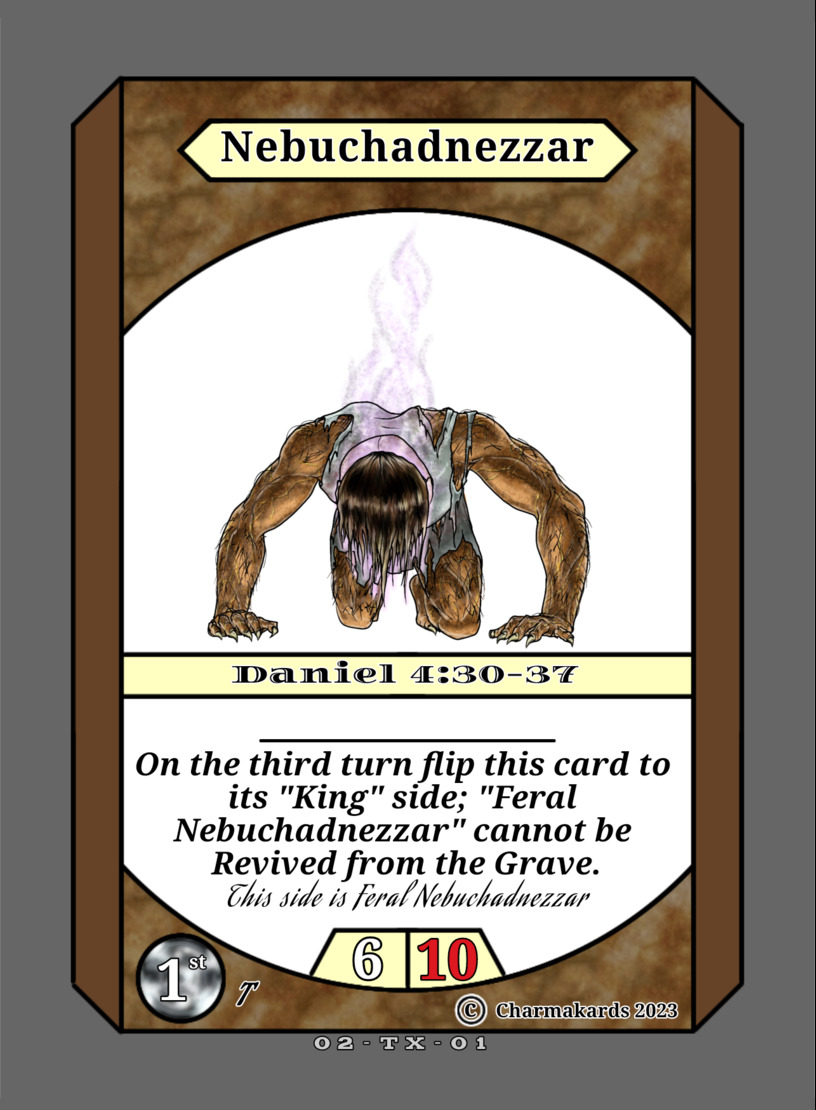 Nebuchadnezzar
Daniel 4:30-37
On the third turn flip this card to
its "King" side; "Feral
Nebuchadnezzar" cannot be
Revived from the Grave.
This side is Feral Nebuchadnezzar
6 10
1st
T
© Charmakards 2023
02-TX-01